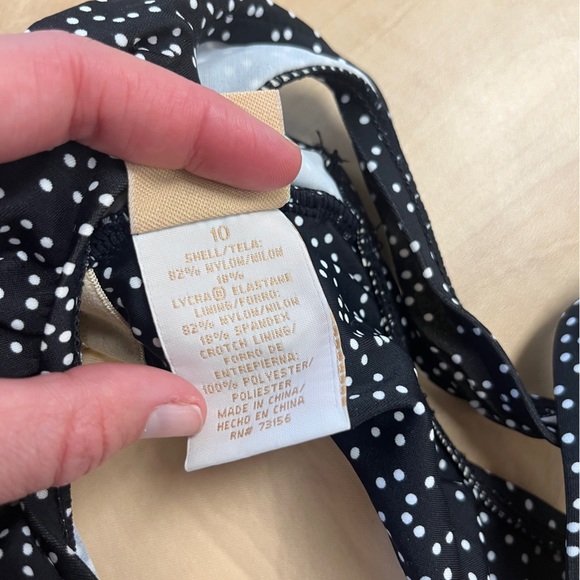 10
SHELL/TELA:
82% NYLON/NILON
18%
LYCRA® ELASTANE
LINING/FORRO:
82% NYLON/NILON
18% SPANDEX
CROTCH LINING/
FORRO DE
ENTREPIERNA:
100% POLYESTER/
POLIESTER
MADE IN CHINA/
HECHO EN CHINA
RN# 73156